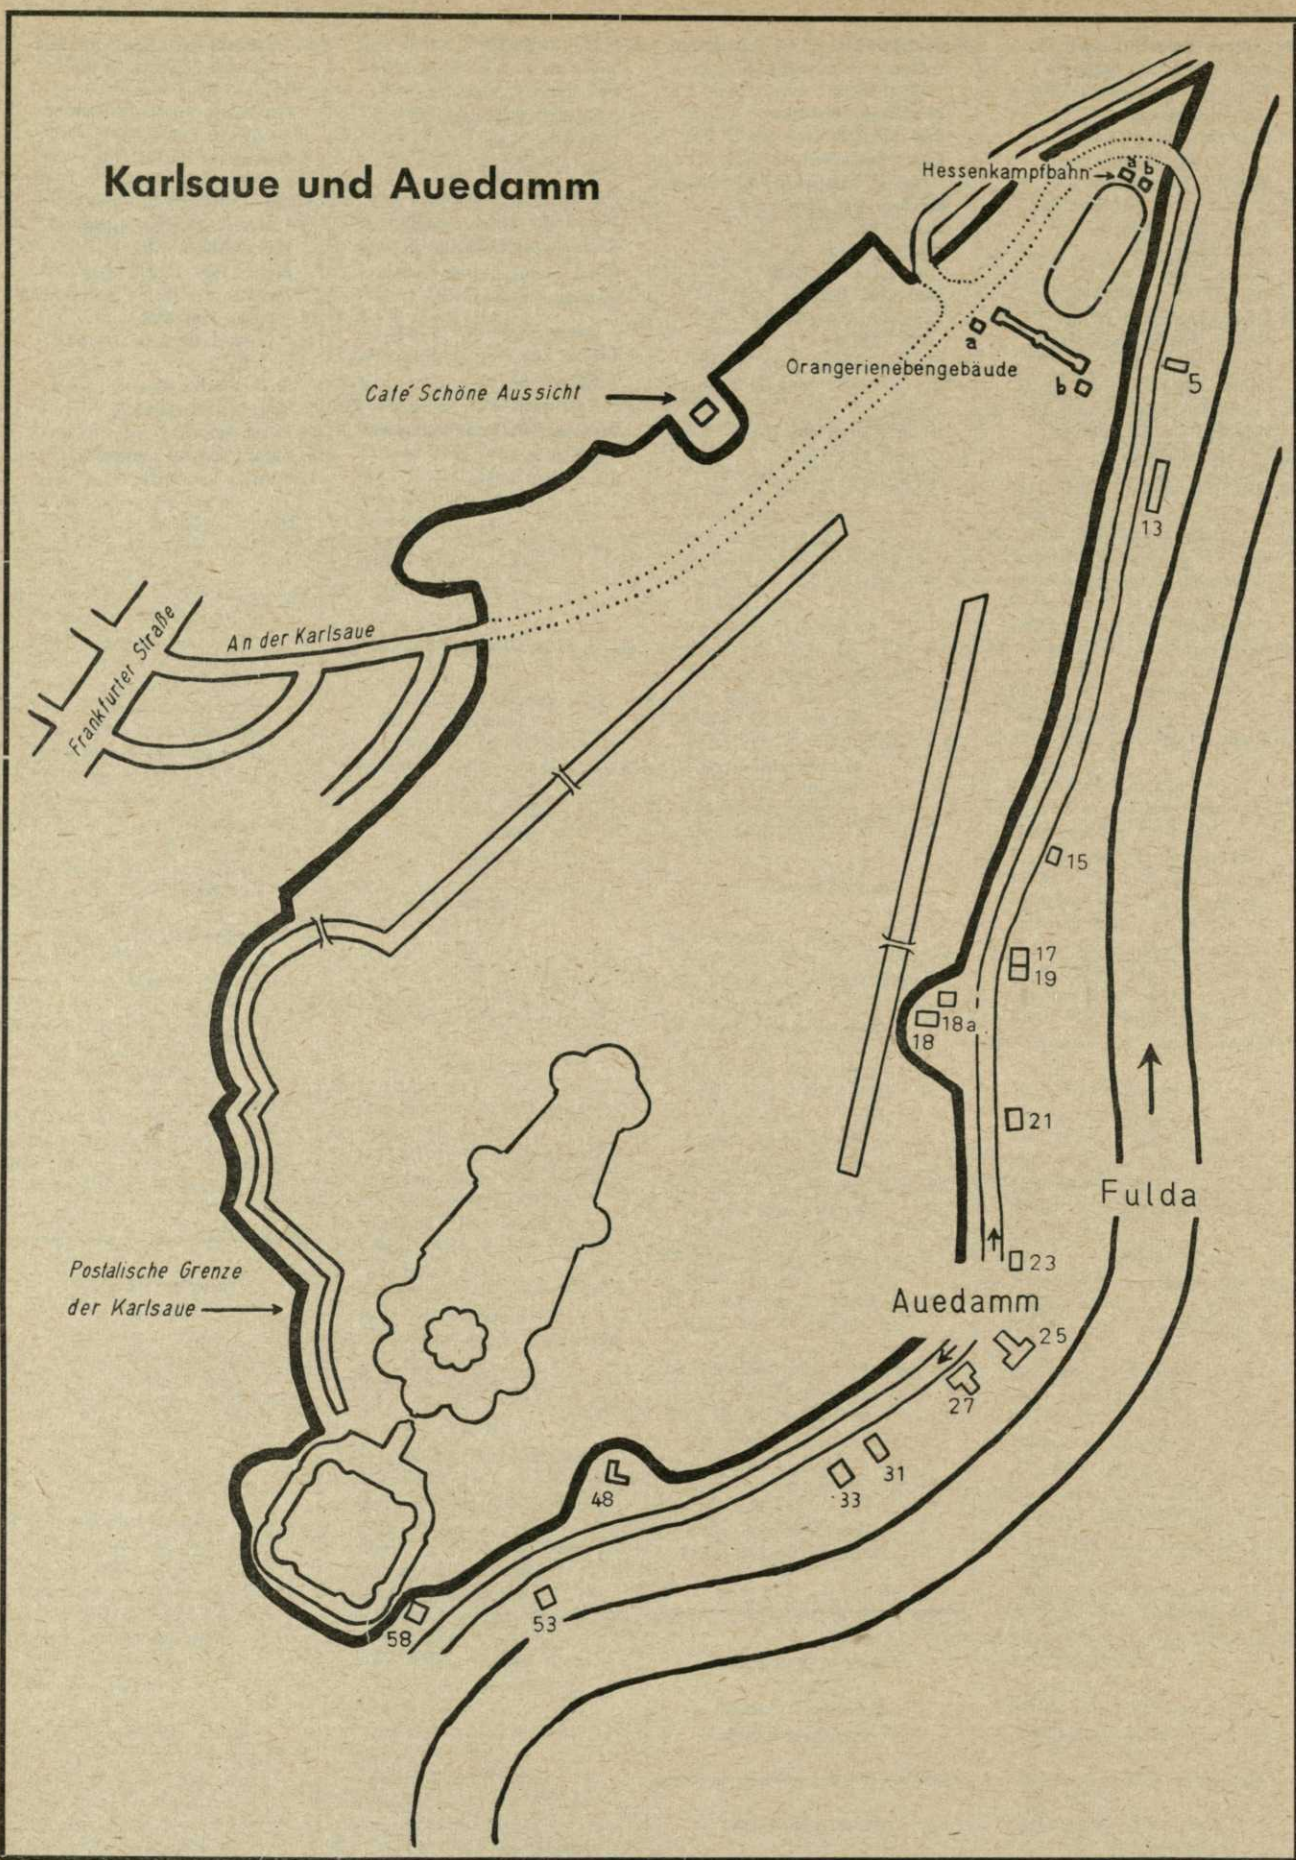 Karlsaue und Auedamm
Hessenkampfbahn
a
b
a
Orangerienebengebäude
b
5
Café Schöne Aussicht
13
Frankfurter Straße
An der Karlsaue
15
17
19
18a
18
21
Fulda
23
Postalische Grenze
der Karlsaue
Auedamm
25
27
31
33
48
53
58